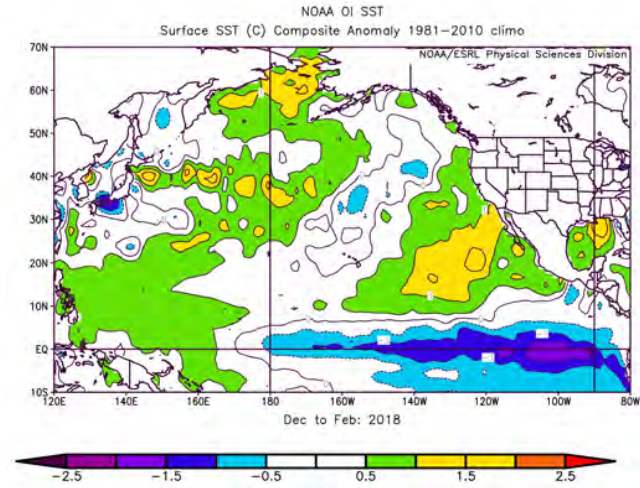 NOAA OI SST
Surface SST (C) Composite Anomaly 1981−2010 climo
NOAA/ESRL Physical Sciences Division
70N
60N
50N
40N
30N
20N
10N
EQ
10S
120E 140E 160E 180 160W 140W 120W 100W 80W
Dec to Feb: 2018
−2.5 −1.5 −0.5 0.5 1.5 2.5